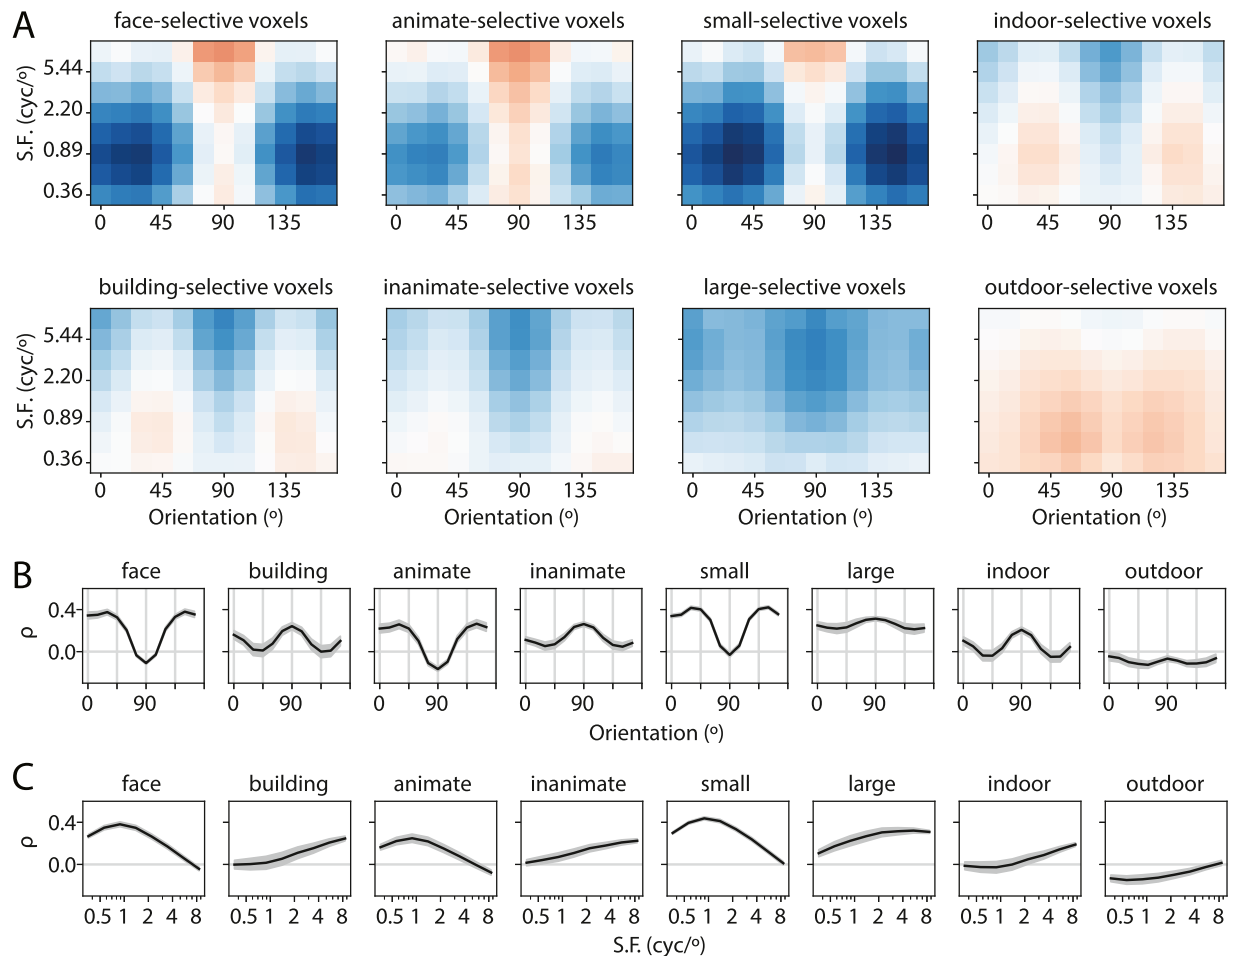 A
face-selective voxels animate-selective voxels small-selective voxels indoor-selective voxels
S.F. (cyc/º)
5.44
2.20
0.89
0.36
0 45 90 135 0 45 90 135 0 45 90 135 0 45 90 135
building-selective voxels inanimate-selective voxels large-selective voxels outdoor-selective voxels
S.F. (cyc/º)
5.44
2.20
0.89
0.36
0 45 90 135 0 45 90 135 0 45 90 135 0 45 90 135
Orientation (º) Orientation (º) Orientation (º) Orientation (º)
B
face building animate inanimate small large indoor outdoor
ρ
0.4
0.0
0 90 0 90 0 90 0 90 0 90 0 90 0 90 0 90
Orientation (º)
C
face building animate inanimate small large indoor outdoor
ρ
0.4
0.0
0.5 1 2 4 8 0.5 1 2 4 8 0.5 1 2 4 8 0.5 1 2 4 8 0.5 1 2 4 8 0.5 1 2 4 8 0.5 1 2 4 8 0.5 1 2 4 8
S.F. (cyc/º)